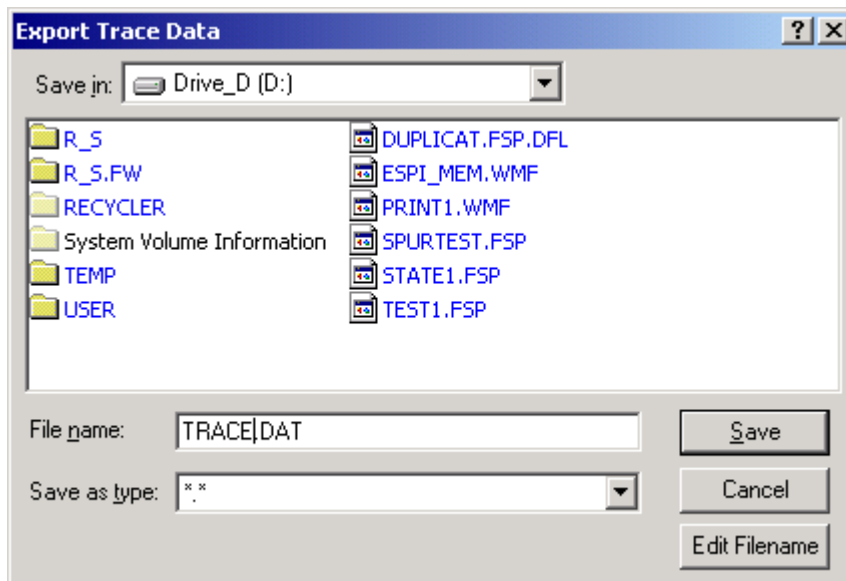 Export Trace Data
Save in: Drive_D (D:)
R_S
R_S.FW
RECYCLER
System Volume Information
TEMP
USER
DUPLICAT.FSP.DFL
ESPI_MEM.WMF
PRINT1.WMF
SPURTEST.FSP
STATE1.FSP
TEST1.FSP
File name: TRACE.DAT
Save
Save as type: *.*
Cancel
Edit Filename